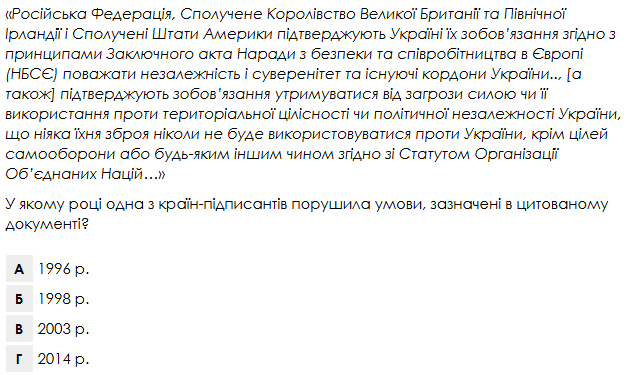 «Російська Федерація, Сполучене Королівство Великої Британії та Північної
Ірландії і Сполучені Штати Америки підтверджують Україні їх зобов’язання згідно з
принципами Заключного акта Наради з безпеки та співробітництва в Європі
(НБСЄ) поважати незалежність і суверенітет та існуючі кордони України.., [а
також] підтверджують зобов’язання утримуватися від загрози силою чи її
використання проти територіальної цілісності чи політичної незалежності України,
що ніяка їхня зброя ніколи не буде використовуватися проти України, крім цілей
самооборони або будь-яким іншим чином згідно зі Статутом Організації
Об’єднаних Націй...»
У якому році одна з країн-підписантів порушила умови, зазначені в цитованому
документі?
А 1996 р.
Б 1998 р.
В 2003 р.
Г 2014 р.